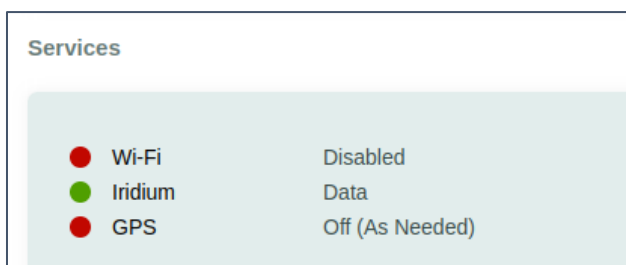 Services
Wi-Fi Disabled
Iridium Data
GPS Off (As Needed)